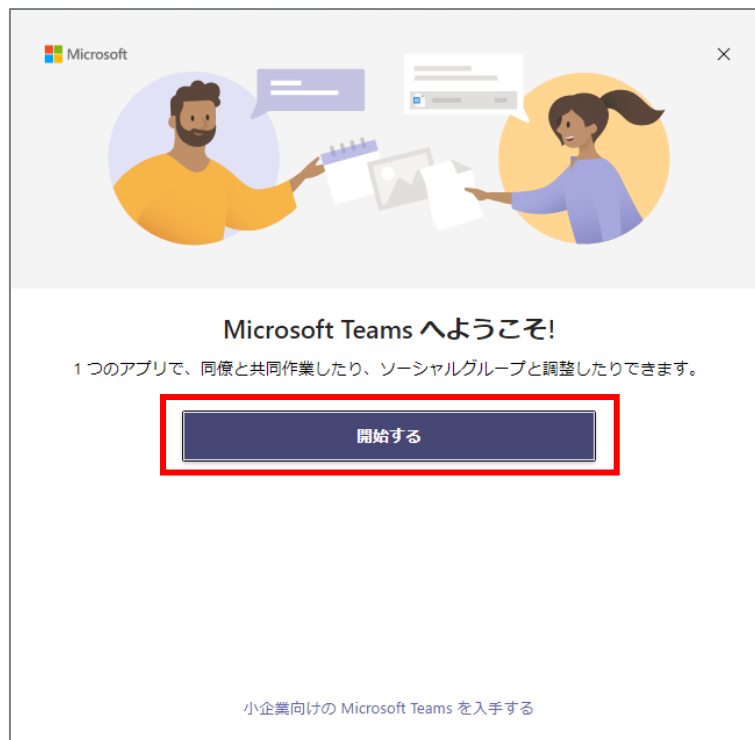 Microsoft
Microsoft Teams へようこそ!
1 つのアプリで、同僚と共同作業したり、ソーシャルグループと調整したりできます。
開始する
小企業向けの Microsoft Teams を入手する